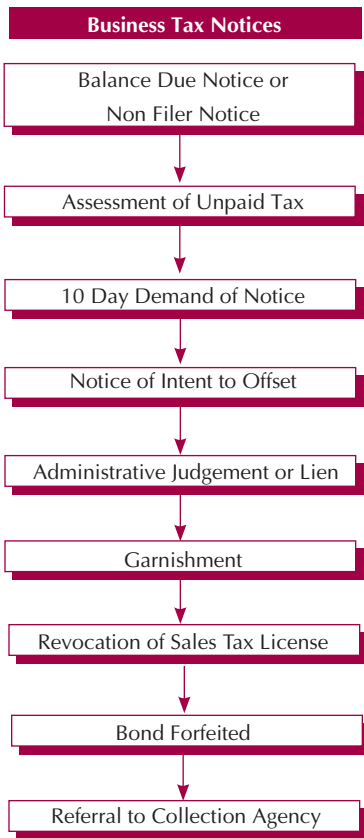 Business Tax Notices
Balance Due Notice or
Non Filer Notice
Assessment of Unpaid Tax
10 Day Demand of Notice
Notice of Intent to Offset
Administrative Judgement or Lien
Garnishment
Revocation of Sales Tax License
Bond Forfeited
Referral to Collection Agency